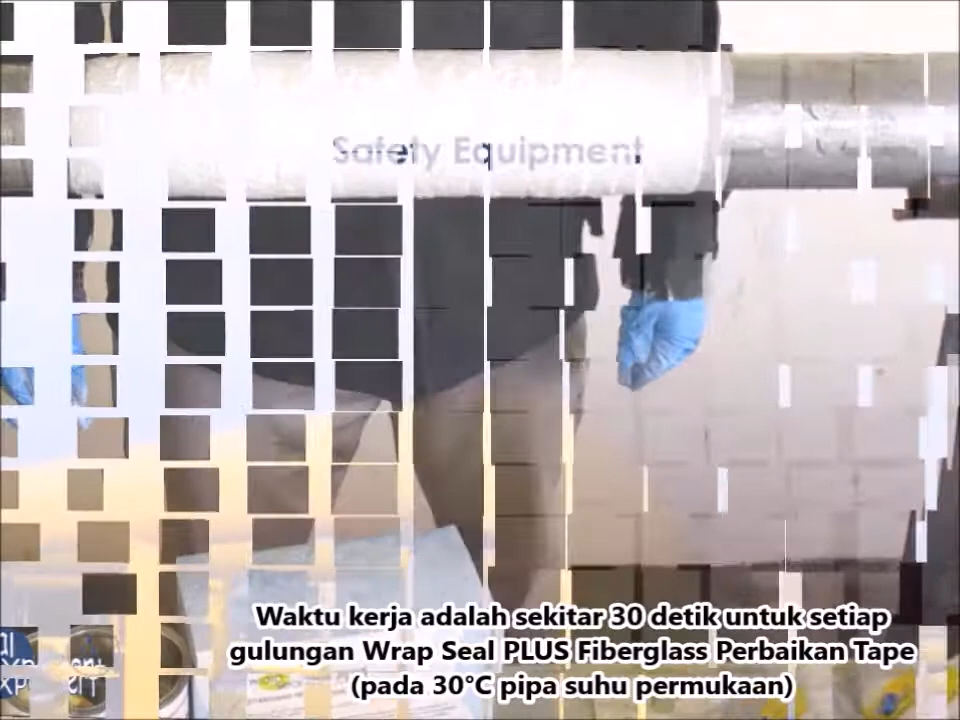 Safety Equipment
Waktu kerja adalah sekitar 30 detik untuk setiap
gulungan Wrap Seal PLUS Fiberglass Perbaikan Tape
(pada 30°C pipa suhu permukaan)